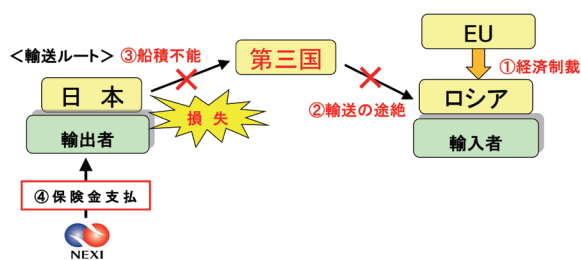 EU
＜輸送ルート＞
③船積不能
第三国
①経済制裁
日　本
ロシア
損　失
②輸送の途絶
輸出者
輸入者
④保険金支払
NEXI